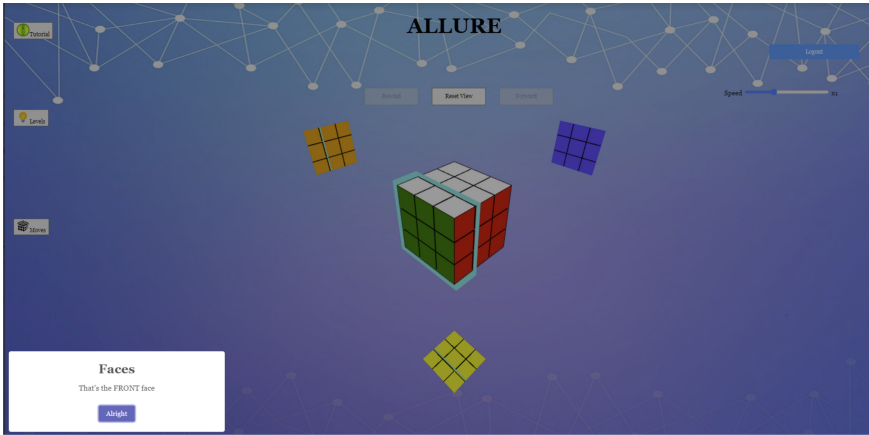 ALLURE
Tutorial
Logout
Reset View
Speed
Levels
Moves
Faces
That's the FRONT face
Alright